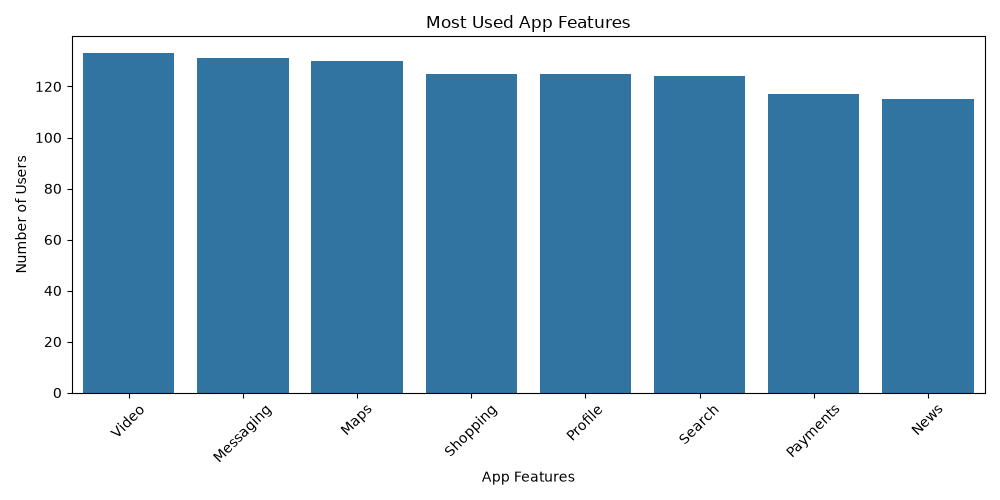 Most Used App Features
Number of Users
120
100
80
60
40
20
0
Video
Messaging
Maps
Shopping
Profile
Search
Payments
News
App Features